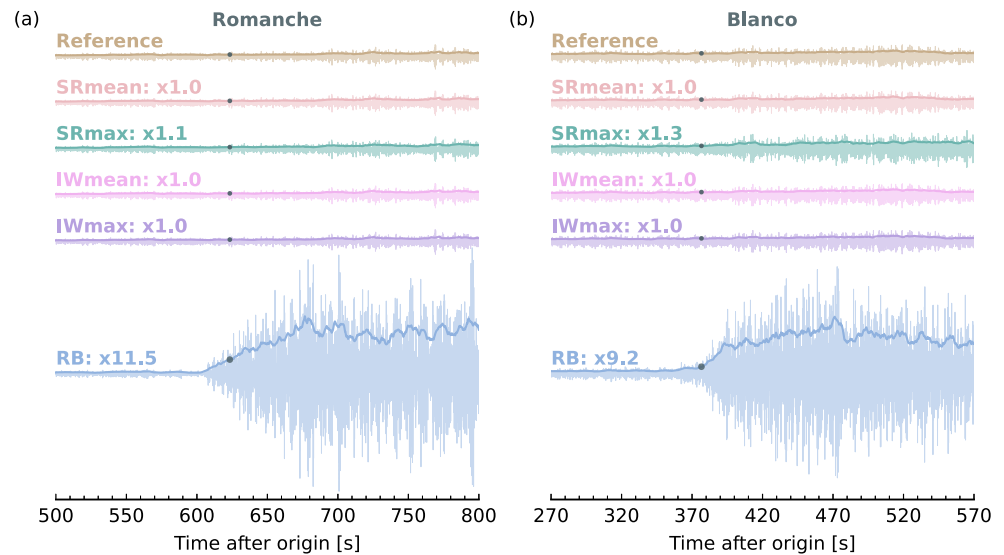 (a)
Romanche
Reference
SRmean: x1.0
SRmax: x1.1
IWmean: x1.0
IWmax: x1.0
RB: x11.5
500 550 600 650 700 750 800
Time after origin [s]
(b)
Blanco
Reference
SRmean: x1.0
SRmax: x1.3
IWmean: x1.0
IWmax: x1.0
RB: x9.2
270 320 370 420 470 520 570
Time after origin [s]